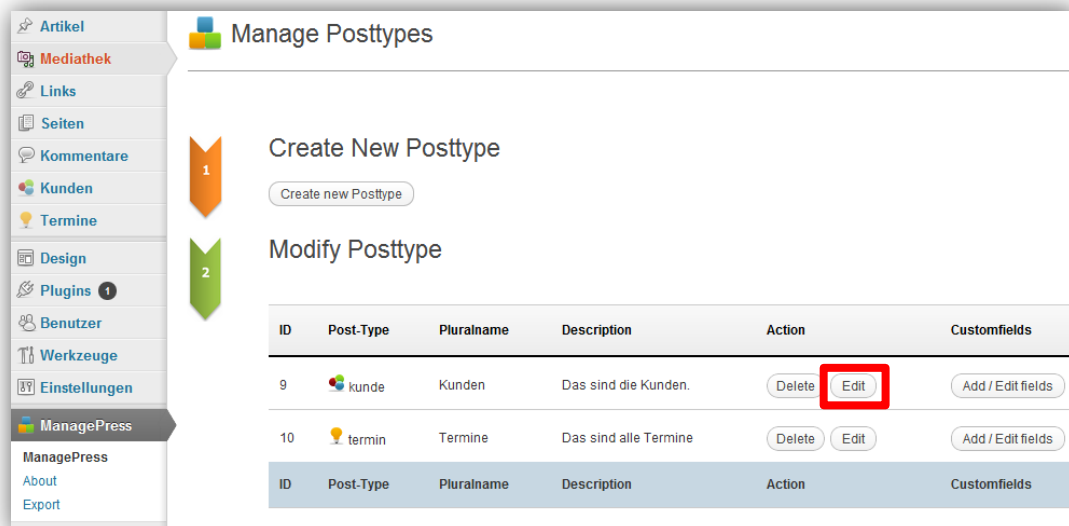 Artikel
Mediathek
Links
Seiten
Kommentare
Kunden
Termine
Design
Plugins 1
Benutzer
Werkzeuge
Einstellungen
ManagePress
ManagePress
About
Export
Manage Posttypes
1
Create New Posttype
Create new Posttype
2
Modify Posttype
ID Post-Type Pluralname Description Action Customfields
9 kunde Kunden Das sind die Kunden. Delete Edit Add / Edit fields
10 termin Termine Das sind alle Termine Delete Edit Add / Edit fields
ID Post-Type Pluralname Description Action Customfields